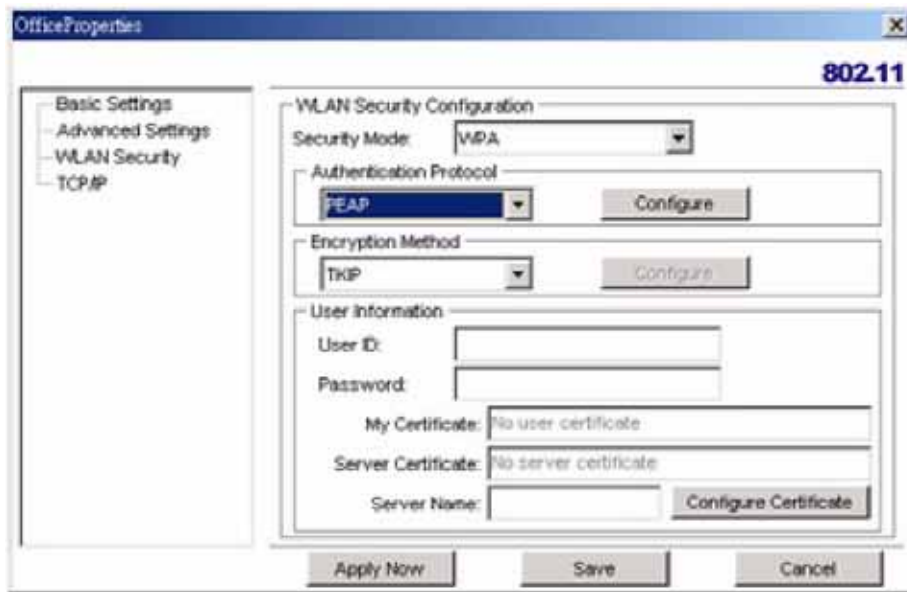 OfficeProperties
802.11
Basic Settings
Advanced Settings
WLAN Security
TCP/IP
WLAN Security Configuration
Security Mode: WPA
Authentication Protocol
PEAP Configure
Encryption Method
TKIP Configure
User Information
User ID:
Password:
My Certificate: No user certificate
Server Certificate: No server certificate
Server Name: Configure Certificate
Apply Now Save Cancel